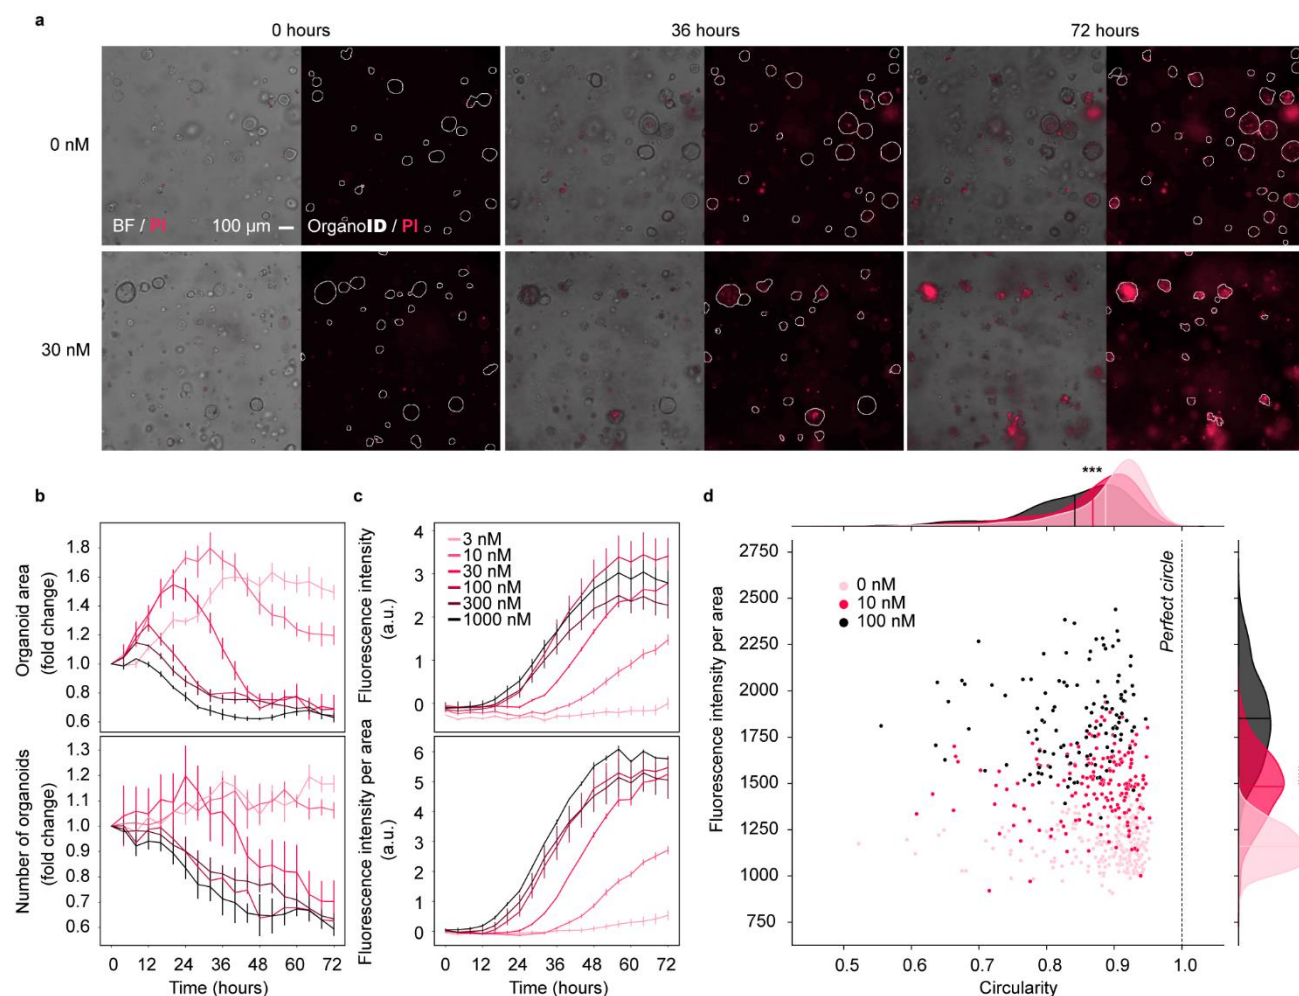 a
0 hours
36 hours
72 hours
0 nM
BF / PI
100 µm
OrganoID / PI
30 nM
b
Organoid area
(fold change)
1.8
1.6
1.4
1.2
1.0
0.8
0.6
Number of organoids
(fold change)
1.3
1.2
1.1
1.0
0.9
0.8
0.7
0.6
0
12
24
36
48
60
72
Time (hours)
c
Fluorescence intensity
(a.u.)
4
3
2
1
0
3 nM
10 nM
30 nM
100 nM
300 nM
1000 nM
Fluorescence intensity per area
(a.u.)
6
5
4
3
2
1
0
0
12
24
36
48
60
72
Time (hours)
d
***
Fluorescence intensity per area
2750
2500
2250
2000
1750
1500
1250
1000
750
0 nM
10 nM
100 nM
Perfect circle
0.5
0.6
0.7
0.8
0.9
1.0
Circularity